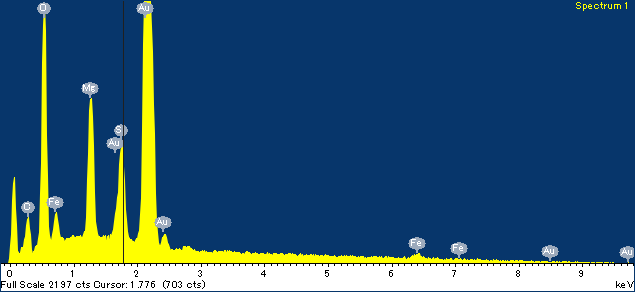 Spectrum 1
O
Au
Mg
S
Au
Fe
Au
Fe
Fe
Au
Au
0 1 2 3 4 5 6 7 8 9
Full Scale 2197 cts Cursor: 1.776 (703 cts) keV